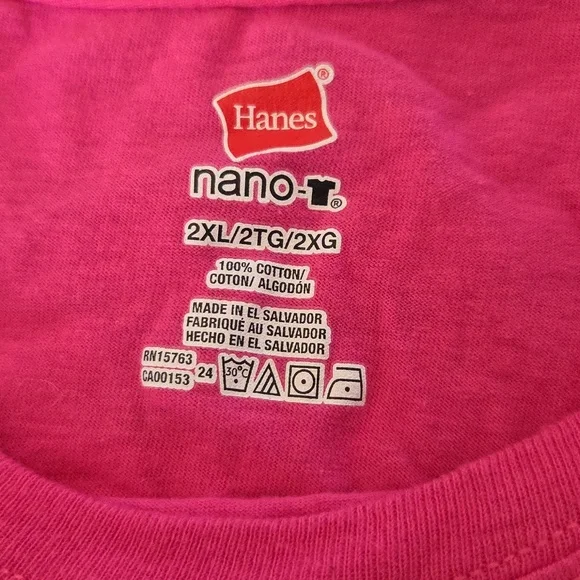 Hanes®
nano-®
2XL/2TG/2XG
100% COTTON/
COTON/ ALGODÓN
MADE IN EL SALVADOR
FABRIQUÉ AU SALVADOR
HECHO EN EL SALVADOR
RN15763
CA00153 24 30°C